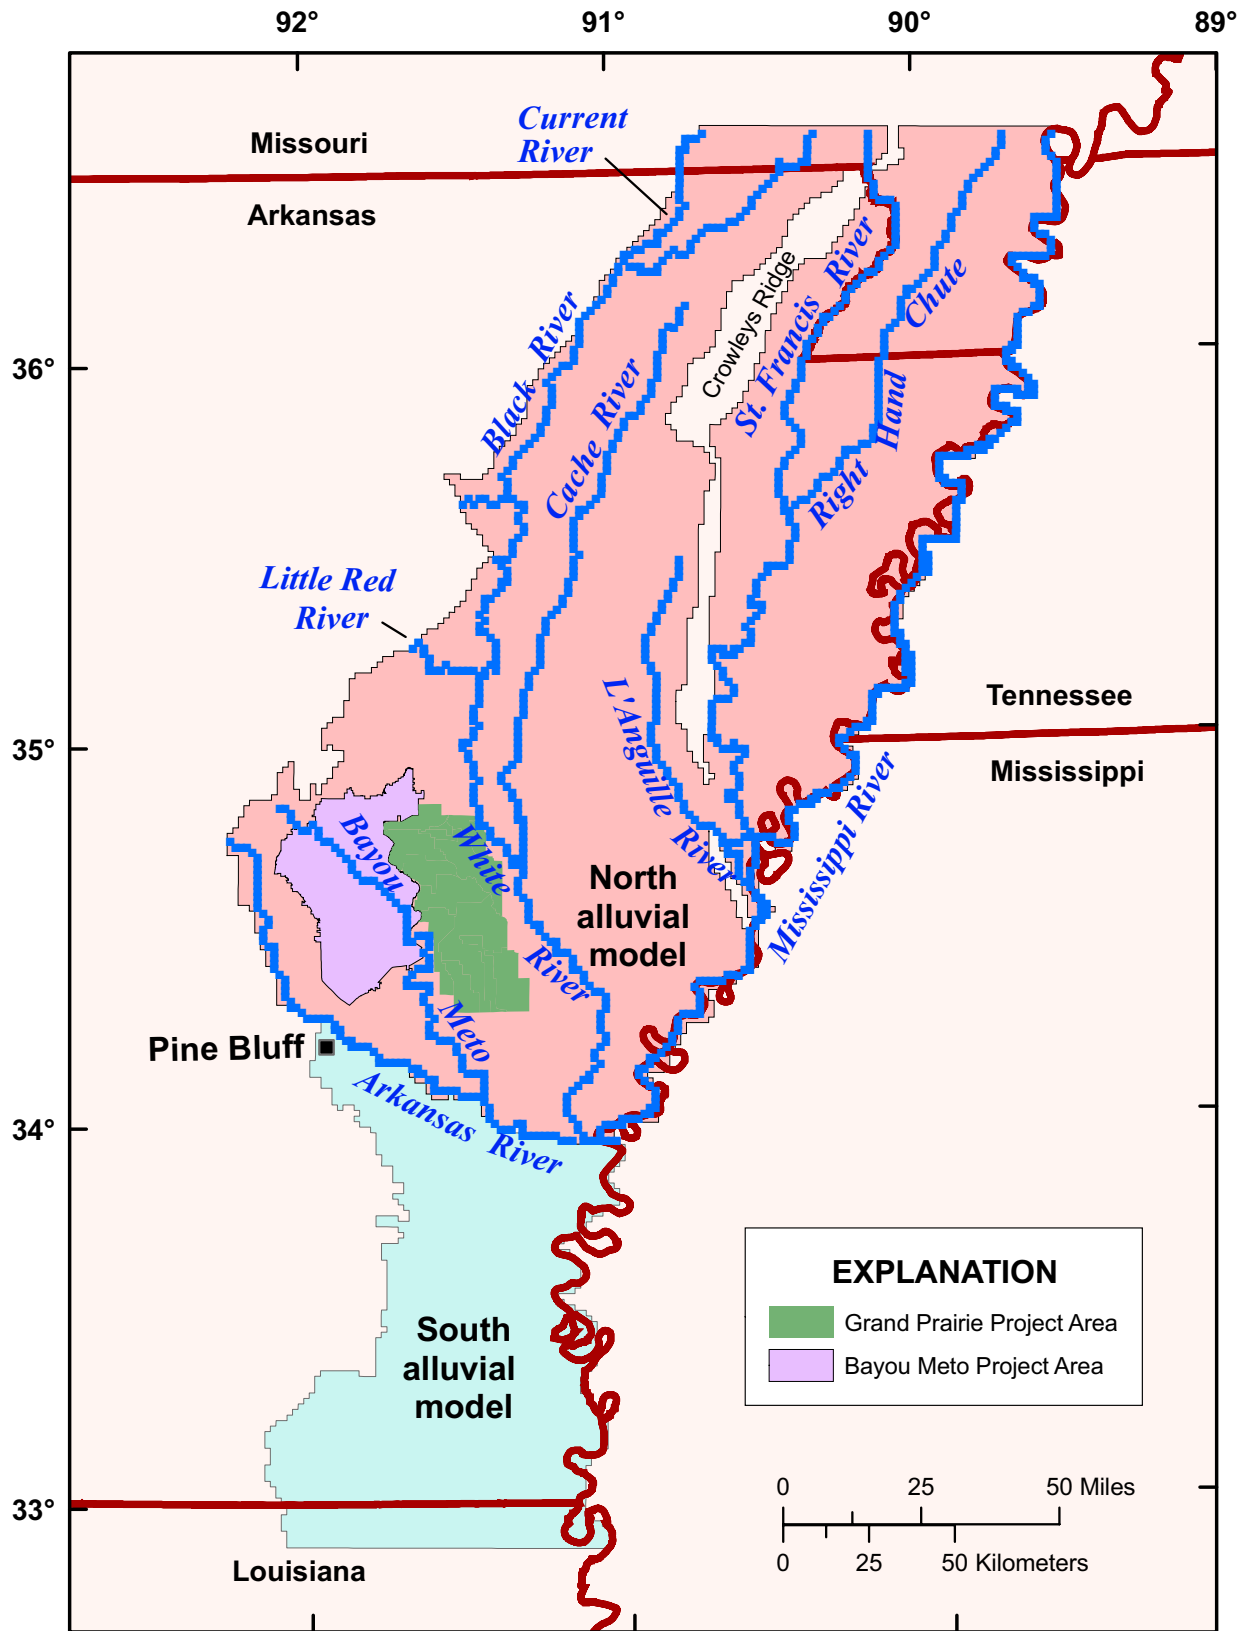 92°
91°
90°
89°
Current
River
Missouri
Arkansas
Crowleys Ridge
St. Francis River
Right Hand Chute
36°
Black River
Cache River
Little Red
River
L'Anguille River
Tennessee
Mississippi
35°
Mississippi River
Bayou Meto
White River
North
alluvial
model
Pine Bluff
Arkansas River
34°
EXPLANATION
Grand Prairie Project Area
Bayou Meto Project Area
South
alluvial
model
0 25 50 Miles
0 25 50 Kilometers
33°
Louisiana